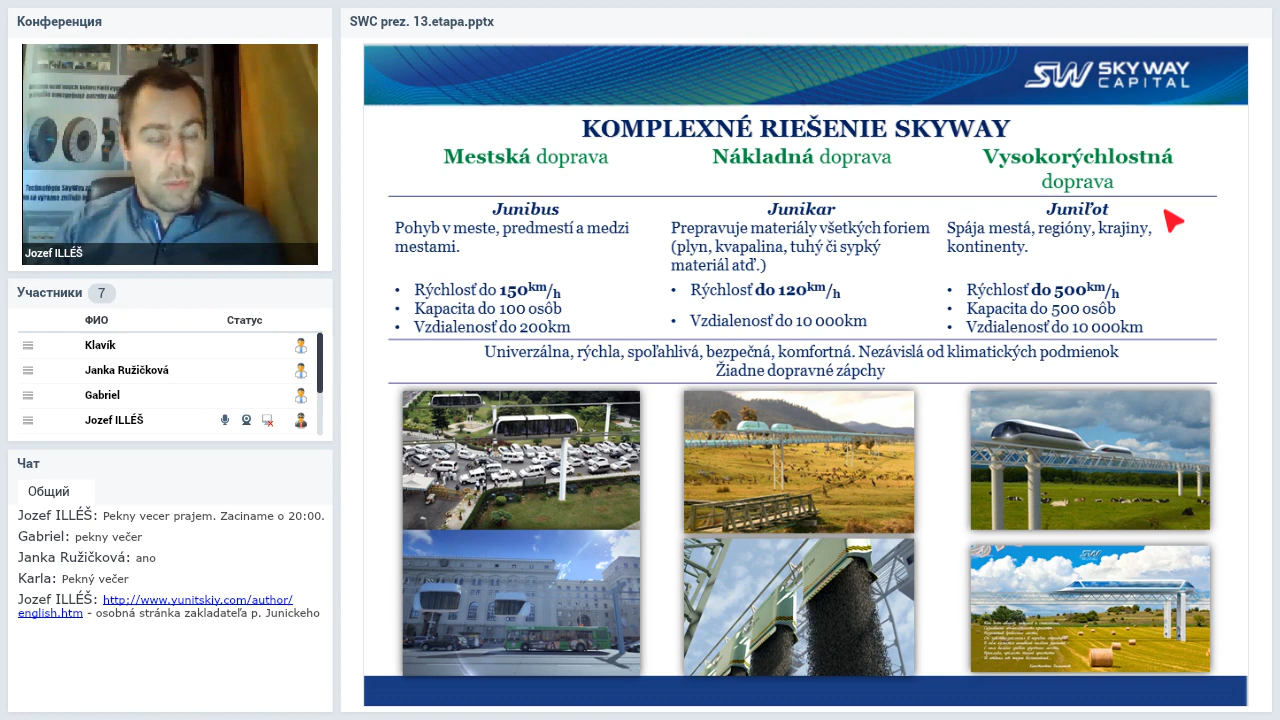 Конференция
Jozef ILLÉŠ
Участники 7
ФИО Статус
Klavík
Janka Ružičková
Gabriel
Jozef ILLÉŠ
Чат
Общий
Jozef ILLÉŠ: Pekny vecer prajem. Zaciname o 20:00.
Gabriel: pekny večer
Janka Ružičková: ano
Karla: Pekný večer
Jozef ILLÉŠ: http://www.yunitskiy.com/author/
english.htm - osobná stránka zakladateľa p. Junickeho
SWC prez. 13.etapa.pptx
SW SKY WAY
CAPITAL
KOMPLEXNÉ RIEŠENIE SKYWAY
Mestská doprava
Junibus
Pohyb v meste, predmestí a medzi
mestami.
• Rýchlosť do 150km/h
• Kapacita do 100 osôb
• Vzdialenosť do 200km
Nákladná doprava
Junikar
Prepravuje materiály všetkých foriem
(plyn, kvapalina, tuhý či sypký
materiál atď.)
• Rýchlosť do 120km/h
• Vzdialenosť do 10 000km
Vysokorýchlostná
doprava
Juniľot
Spája mestá, regióny, krajiny,
kontinenty.
• Rýchlosť do 500km/h
• Kapacita do 500 osôb
• Vzdialenosť do 10 000km
Univerzálna, rýchla, spoľahlivá, bezpečná, komfortná. Nezávislá od klimatických podmienok
Žiadne dopravné zápchy